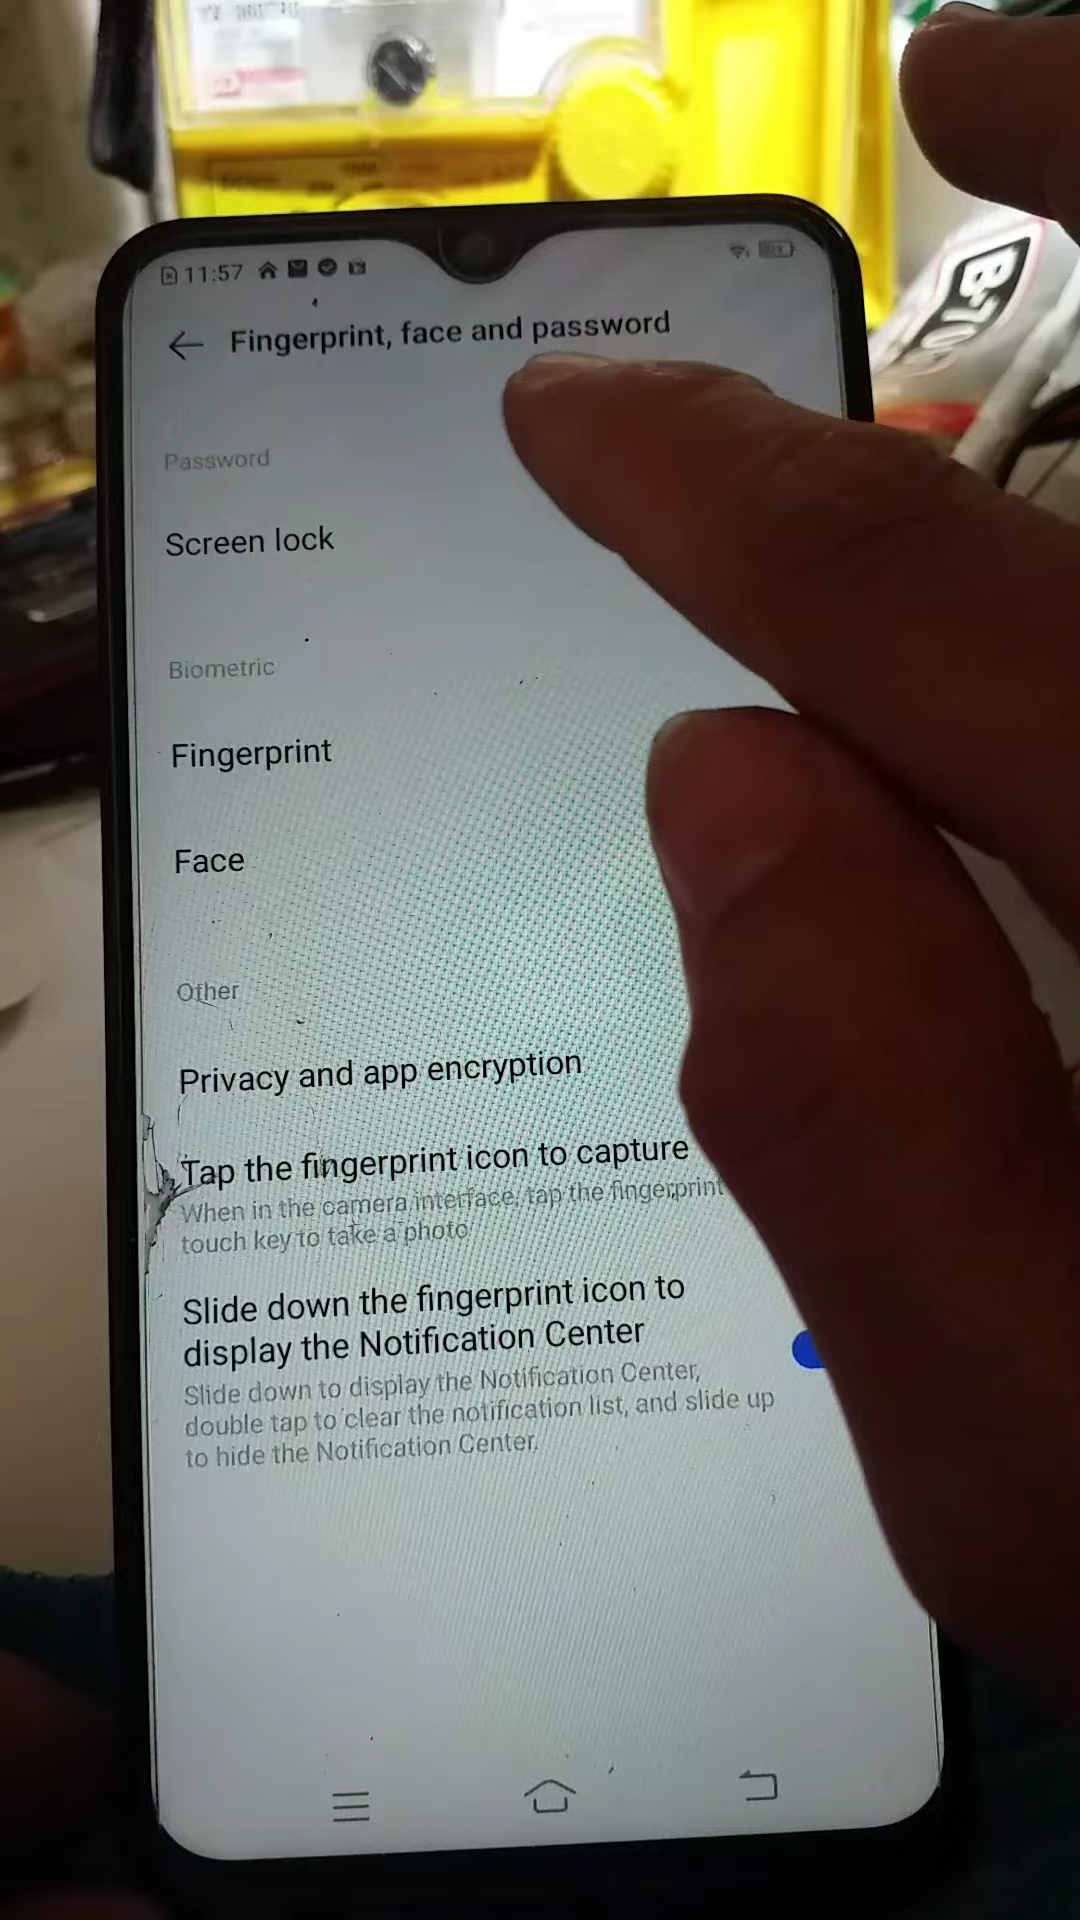 11:57
Fingerprint, face and password
Password
Screen lock
Biometric
Fingerprint
Face
Other
Privacy and app encryption
Tap the fingerprint icon to capture
When in the camera interface, tap the fingerprint
touch key to take a photo
Slide down the fingerprint icon to
display the Notification Center
Slide down to display the Notification Center,
double tap to clear the notification list, and slide up
to hide the Notification Center.